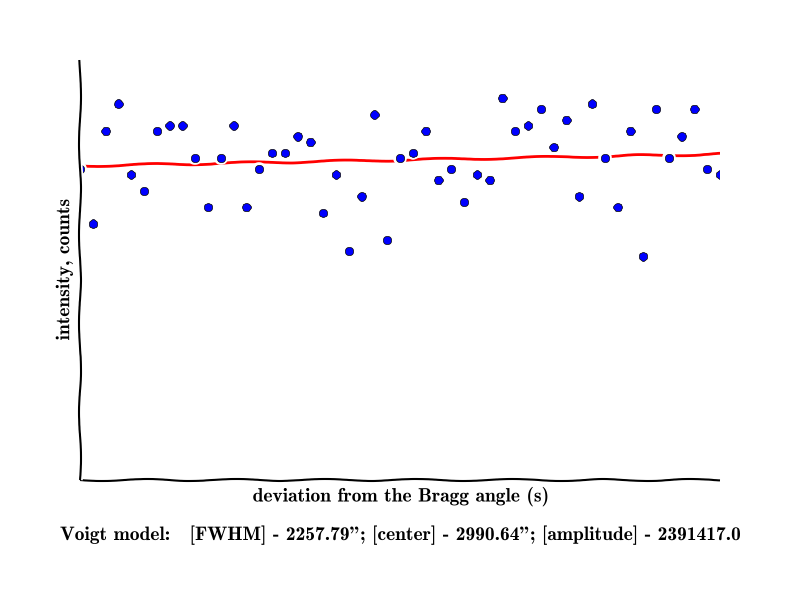 intensity, counts
deviation from the Bragg angle (s)
Voigt model: [FWHM] - 2257.79”; [center] - 2990.64”; [amplitude] - 2391417.0